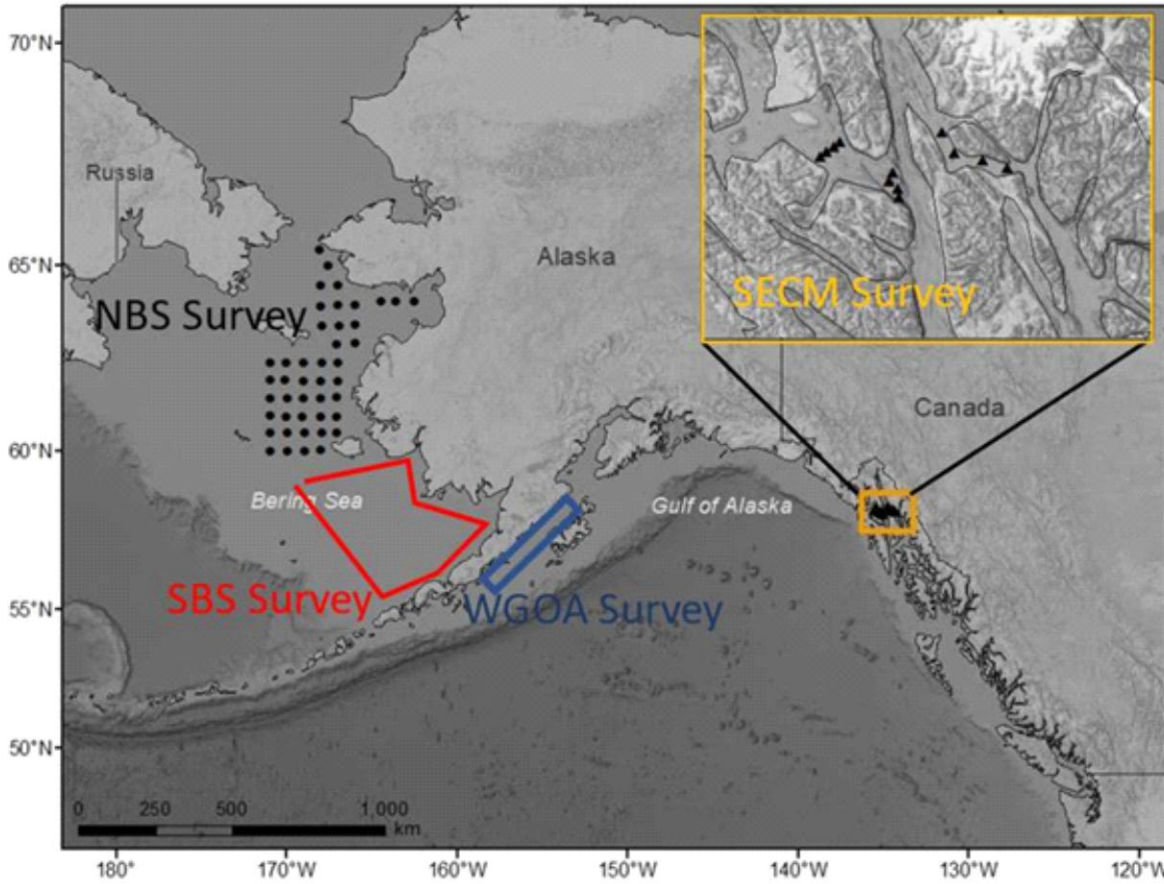 70°N
Russia
65°N
Alaska
NBS Survey
SECM Survey
Canada
60°N
Bering Sea
Gulf of Alaska
SBS Survey
WGOA Survey
55°N
50°N
0 250 500 1,000
km
180° 170°W 160°W 150°W 140°W 130°W 120°W